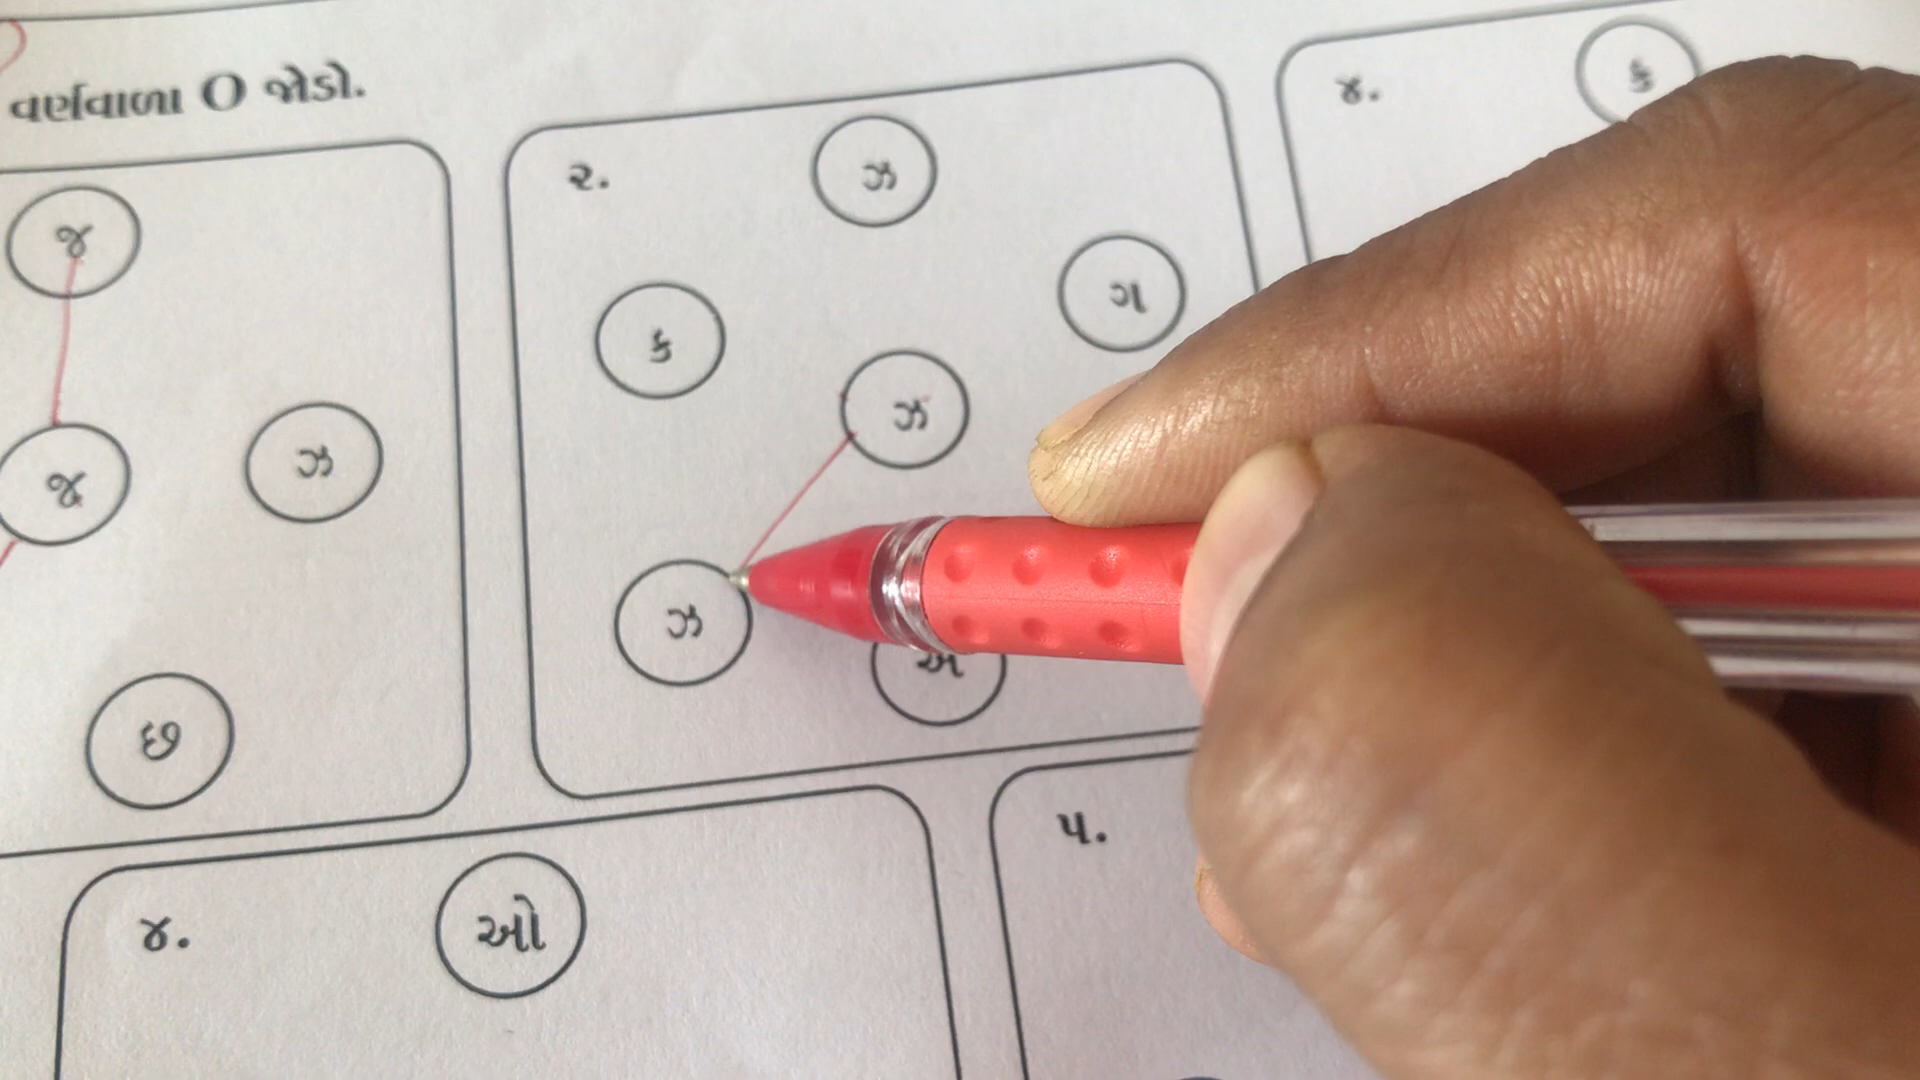 વર્ણવાળા O જોડો.
જ
જ
ઝ
છ
૨.
ઝ
ક
ગ
ઝ
ઝ
અ
૪.
ક
૪.
ઓ
૫.